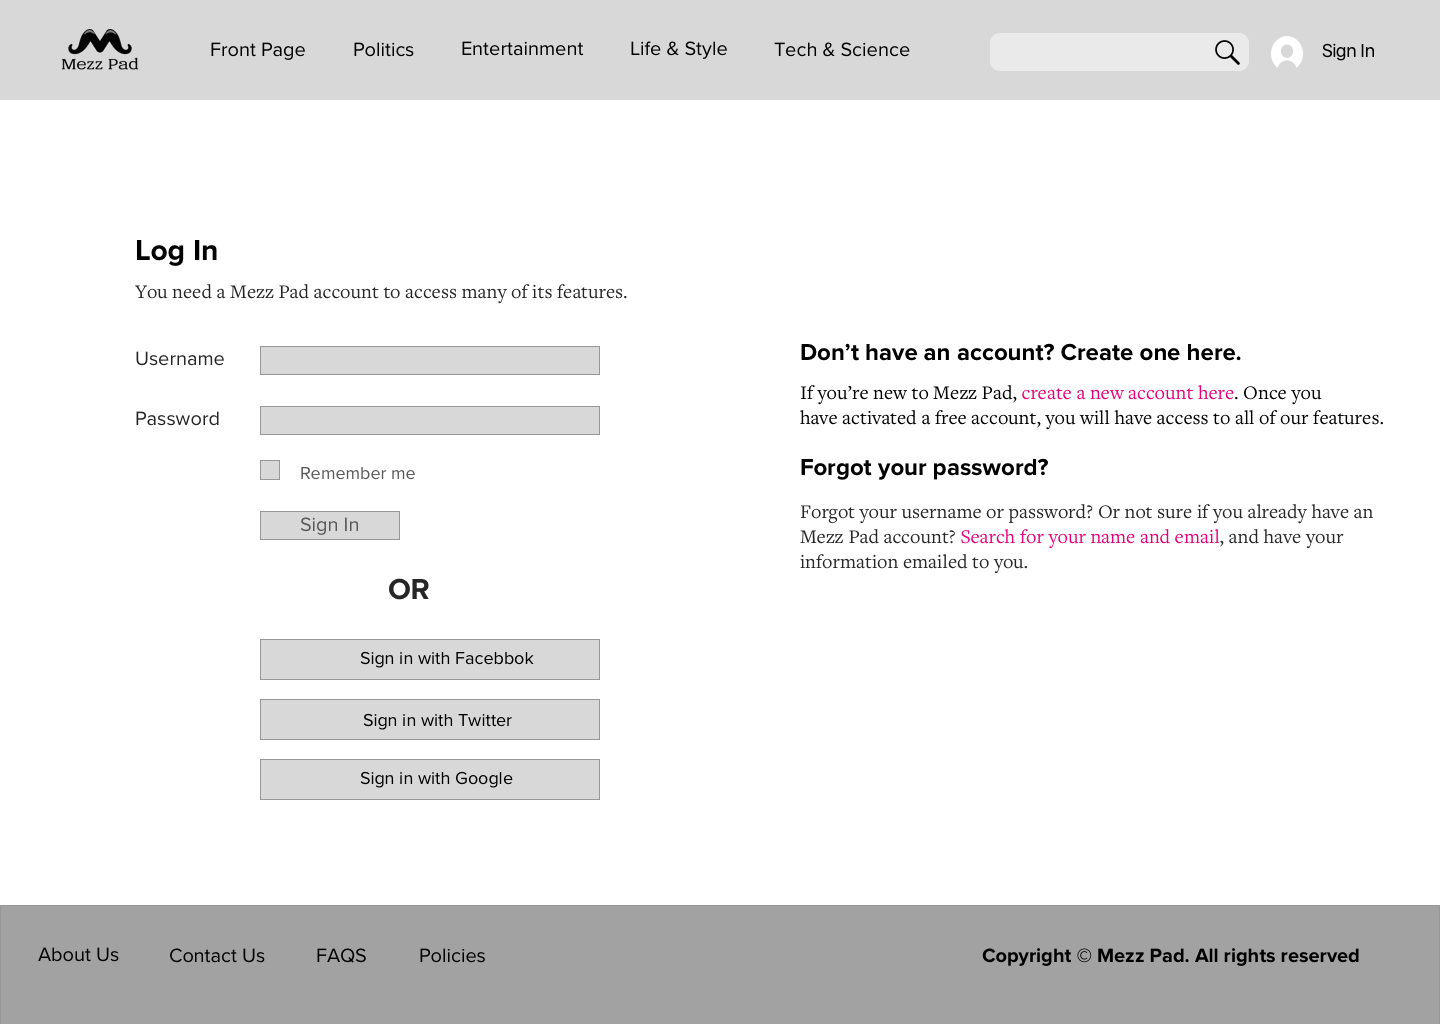 Mezz Pad
Front Page
Politics
Entertainment
Life & Style
Tech & Science
Sign In
Log In
You need a Mezz Pad account to access many of its features.
Username
Password
Remember me
Sign In
OR
Sign in with Facebbok
Sign in with Twitter
Sign in with Google
Don’t have an account? Create one here.
If you’re new to Mezz Pad, create a new account here. Once you
have activated a free account, you will have access to all of our features.
Forgot your password?
Forgot your username or password? Or not sure if you already have an
Mezz Pad account? Search for your name and email, and have your
information emailed to you.
About Us
Contact Us
FAQS
Policies
Copyright © Mezz Pad. All rights reserved